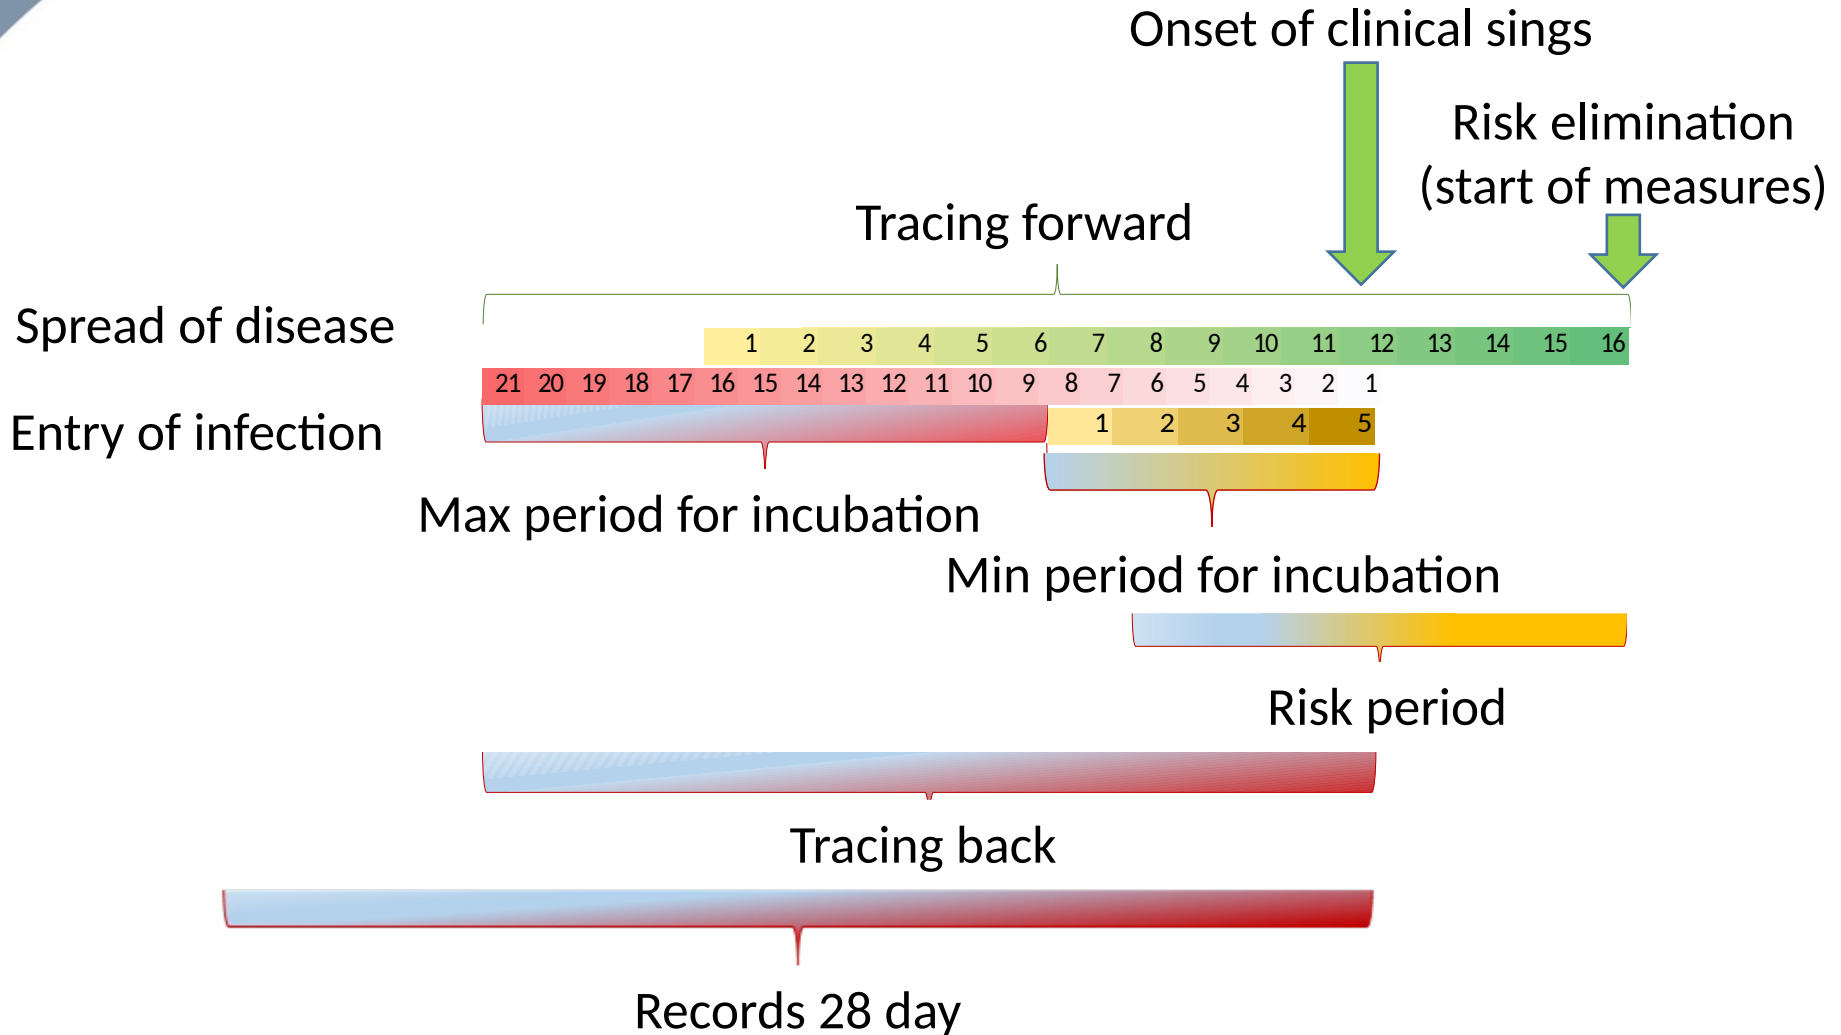 Onset of clinical sings
Risk elimination
(start of measures)
Tracing forward
Spread of disease
1 2 3 4 5 6 7 8 9 10 11 12 13 14 15 16
21 20 19 18 17 16 15 14 13 12 11 10 9 8 7 6 5 4 3 2 1
Entry of infection
1 2 3 4 5
Max period for incubation
Min period for incubation
Risk period
Tracing back
Records 28 day